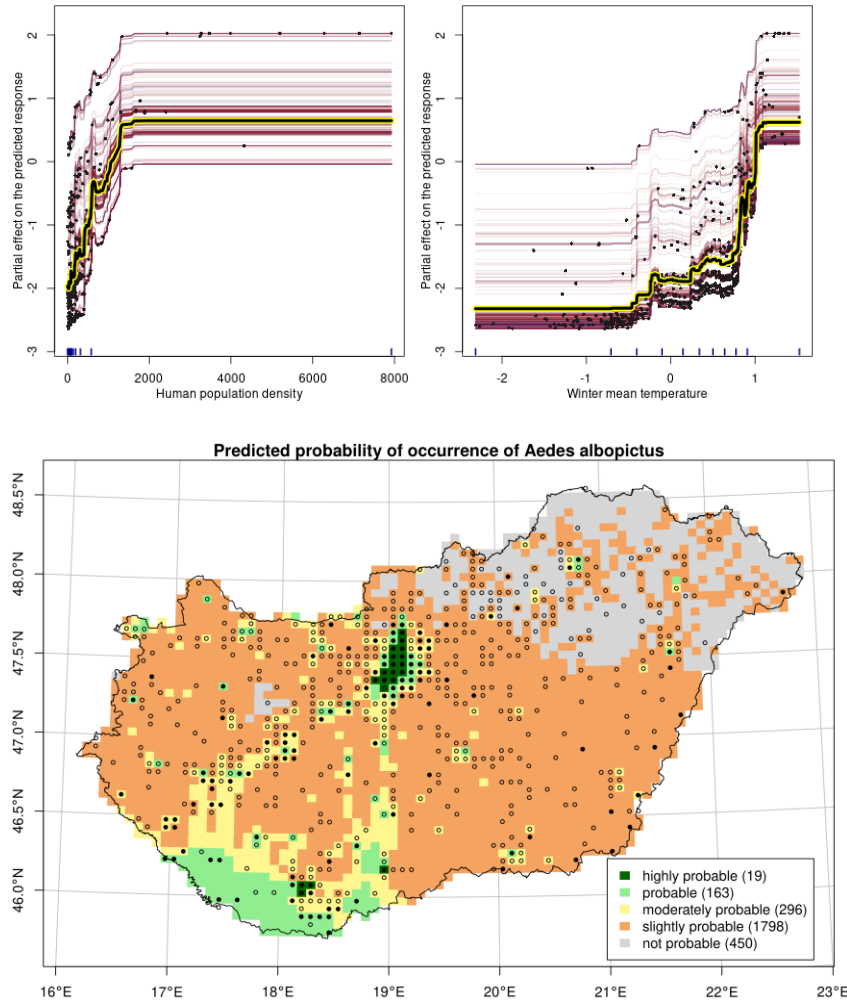 2
1
0
-1
-2
-3
Partial effect on the predicted response
0
2000
4000
6000
8000
Human population density
2
1
0
-1
-2
-3
Partial effect on the predicted response
-2
-1
0
1
Winter mean temperature
Predicted probability of occurrence of Aedes albopictus
48.5°N
48.0°N
47.5°N
47.0°N
46.5°N
46.0°N
highly probable (19)
probable (163)
moderately probable (296)
slightly probable (1798)
not probable (450)
16°E
17°E
18°E
19°E
20°E
21°E
22°E
23°E